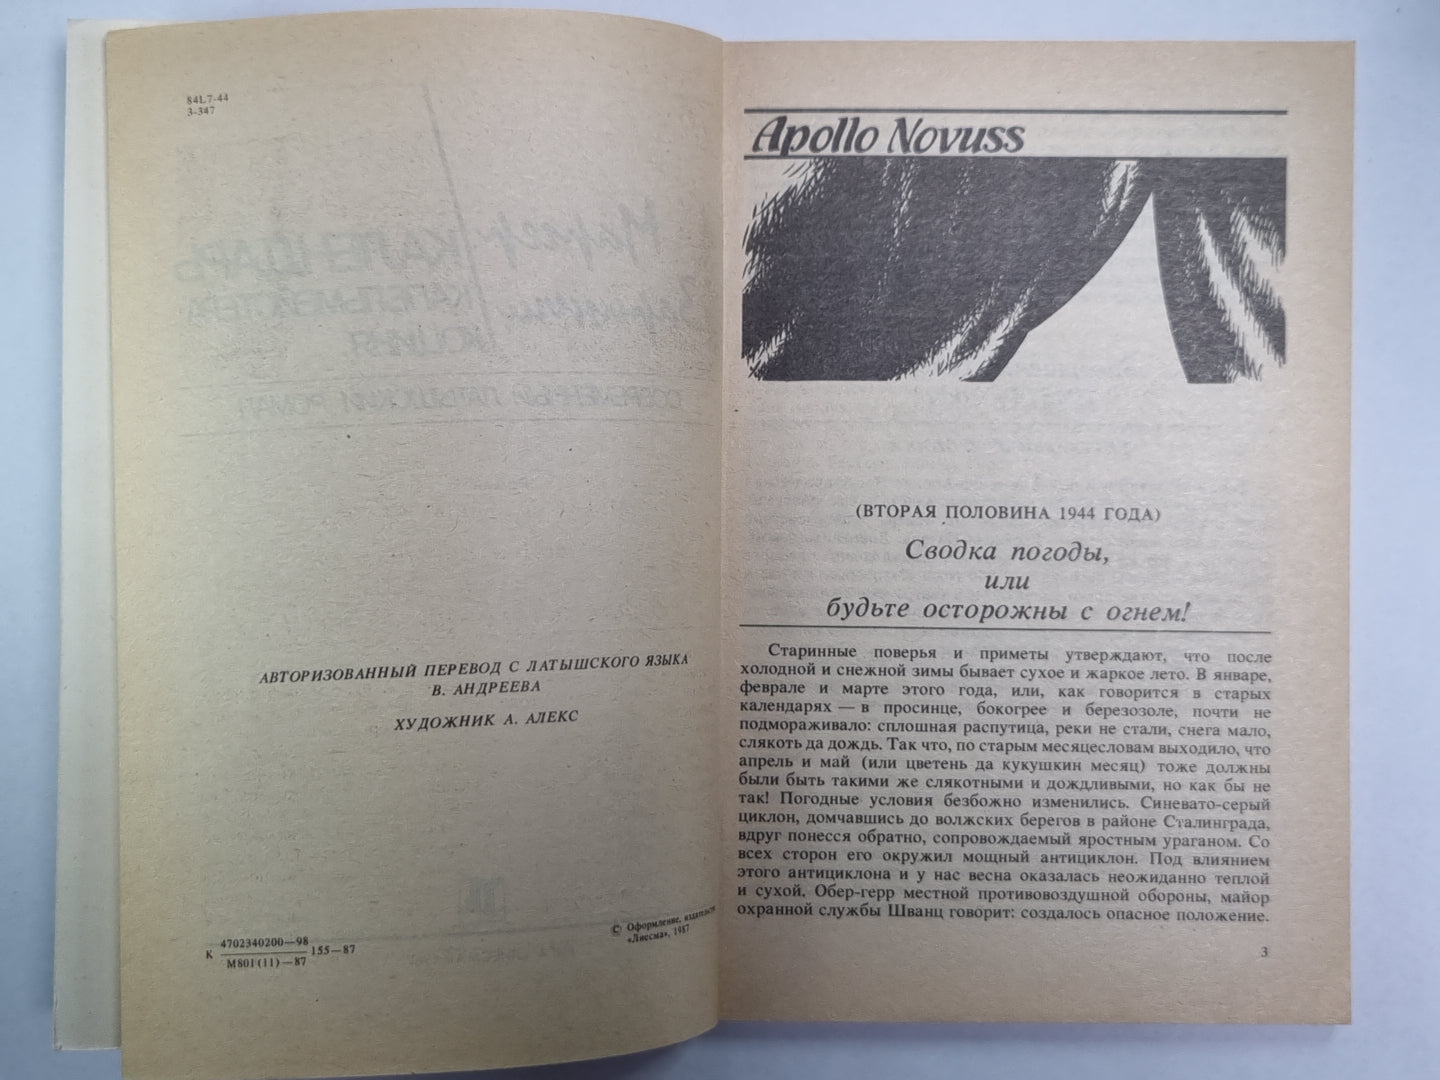 84L7-44
З-347
АВТОРИЗОВАННЫЙ ПЕРЕВОД С ЛАТЫШСКОГО ЯЗЫКА
В. АНДРЕЕВА
ХУДОЖНИК А. АЛЕКС
К 4702340200—98 155—87
М801(11)—87
© Оформление, издательство
«Лиесма», 1987
Apollo Novuss
(ВТОРАЯ ПОЛОВИНА 1944 ГОДА)
Сводка погоды,
или
будьте осторожны с огнем!
Старинные поверья и приметы утверждают, что после
холодной и снежной зимы бывает сухое и жаркое лето. В январе,
феврале и марте этого года, или, как говорится в старых
календарях — в просинце, бокогрее и березозоле, почти не
подмораживало: сплошная распутица, реки не стали, снега мало,
слякоть да дождь. Так что, по старым месяцесловам выходило, что
апрель и май (или цветень да кукушкин месяц) тоже должны
были быть такими же слякотными и дождливыми, но как бы не
так! Погодные условия безбожно изменились. Синевато-серый
циклон, домчавшись до волжских берегов в районе Сталинграда,
вдруг понесся обратно, сопровождаемый яростным ураганом. Со
всех сторон его окружил мощный антициклон. Под влиянием
этого антициклона и у нас весна оказалась неожиданно теплой
и сухой. Обер-герр местной противовоздушной обороны, майор
охранной службы Шванц говорит: создалось опасное положение.
3